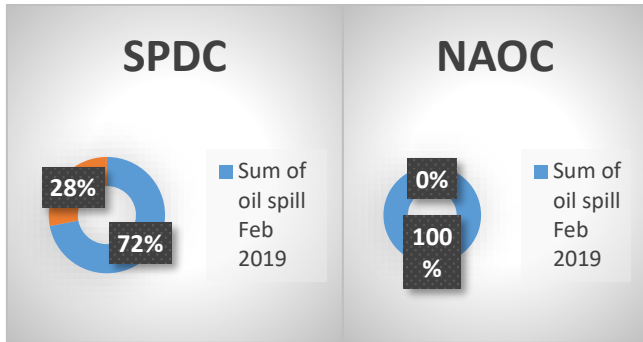 SPDC
28%
72%
Sum of
oil spill
Feb
2019
NAOC
0%
100
%
Sum of
oil spill
Feb
2019